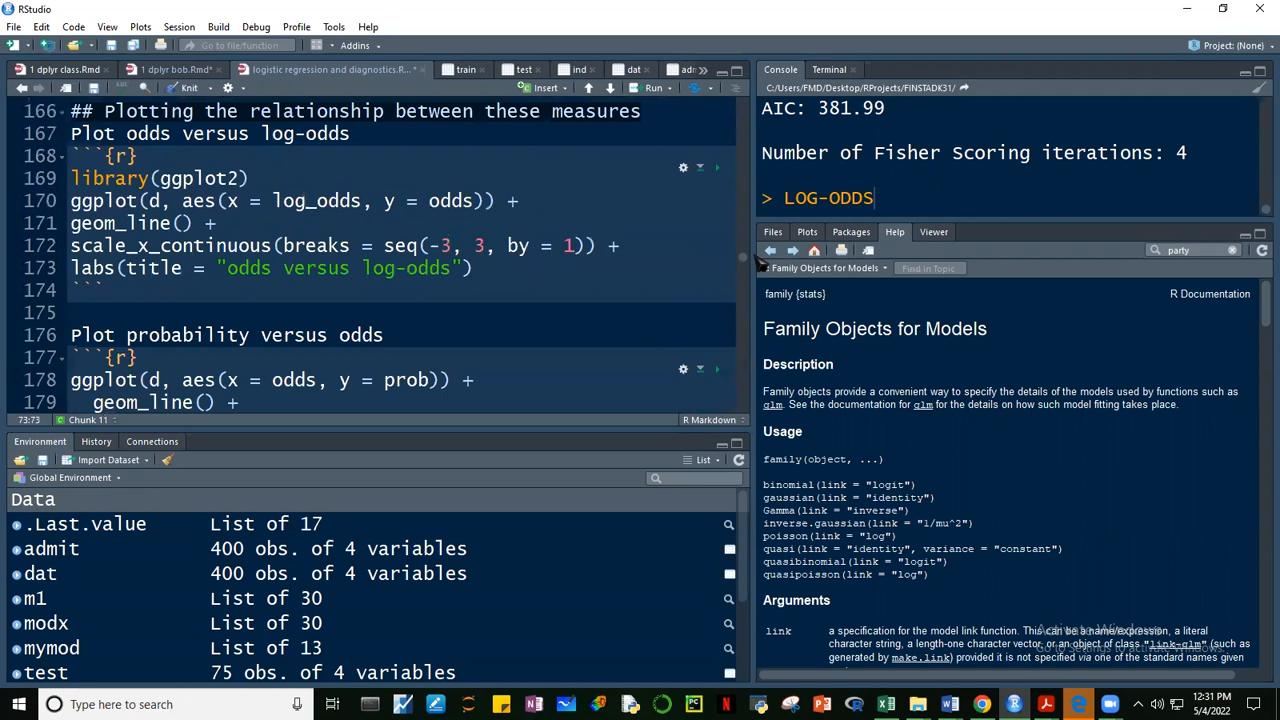 RStudio
File Edit Code View Plots Session Build Debug Profile Tools Help
Go to file/function Addins Project: (None)
1 dplyr class.Rmd 1 dplyr bob.Rmd* logistic regression and diagnostics.R...* train test ind dat adm
Knit Insert Run
166 ## Plotting the relationship between these measures
167 Plot odds versus log-odds
168 ```{r}
169 library(ggplot2)
170 ggplot(d, aes(x = log_odds, y = odds)) +
171 geom_line() +
172 scale_x_continuous(breaks = seq(-3, 3, by = 1)) +
173 labs(title = "odds versus log-odds")
174 ```
175
176 Plot probability versus odds
177 ```{r}
178 ggplot(d, aes(x = odds, y = prob)) +
179 geom_line() +
73:73 Chunk 11 R Markdown
Environment History Connections
Import Dataset List
Global Environment
Data
.Last.value List of 17
admit 400 obs. of 4 variables
dat 400 obs. of 4 variables
m1 List of 30
modx List of 30
mymod List of 13
test 75 obs. of 4 variables
Console Terminal
C:/Users/FMD/Desktop/RProjects/FINSTADK31/
AIC: 381.99
Number of Fisher Scoring iterations: 4
> LOG-ODDS
Files Plots Packages Help Viewer
party
Family Objects for Models Find in Topic
family {stats} R Documentation
Family Objects for Models
Description
Family objects provide a convenient way to specify the details of the models used by functions such as
glm. See the documentation for glm for the details on how such model fitting takes place.
Usage
family(object, ...)
binomial(link = "logit")
gaussian(link = "identity")
Gamma(link = "inverse")
inverse.gaussian(link = "1/mu^2")
poisson(link = "log")
quasi(link = "identity", variance = "constant")
quasibinomial(link = "logit")
quasipoisson(link = "log")
Arguments
link a specification for the model link function. This can be a name/expression, a literal
character string, a length-one character vector, or an object of class "link-glm" (such as
generated by make.link) provided it is not specified via one of the standard names given
Activate Windows
Go to Settings to activate Windows.
Type here to search
12:31 PM
5/4/2022